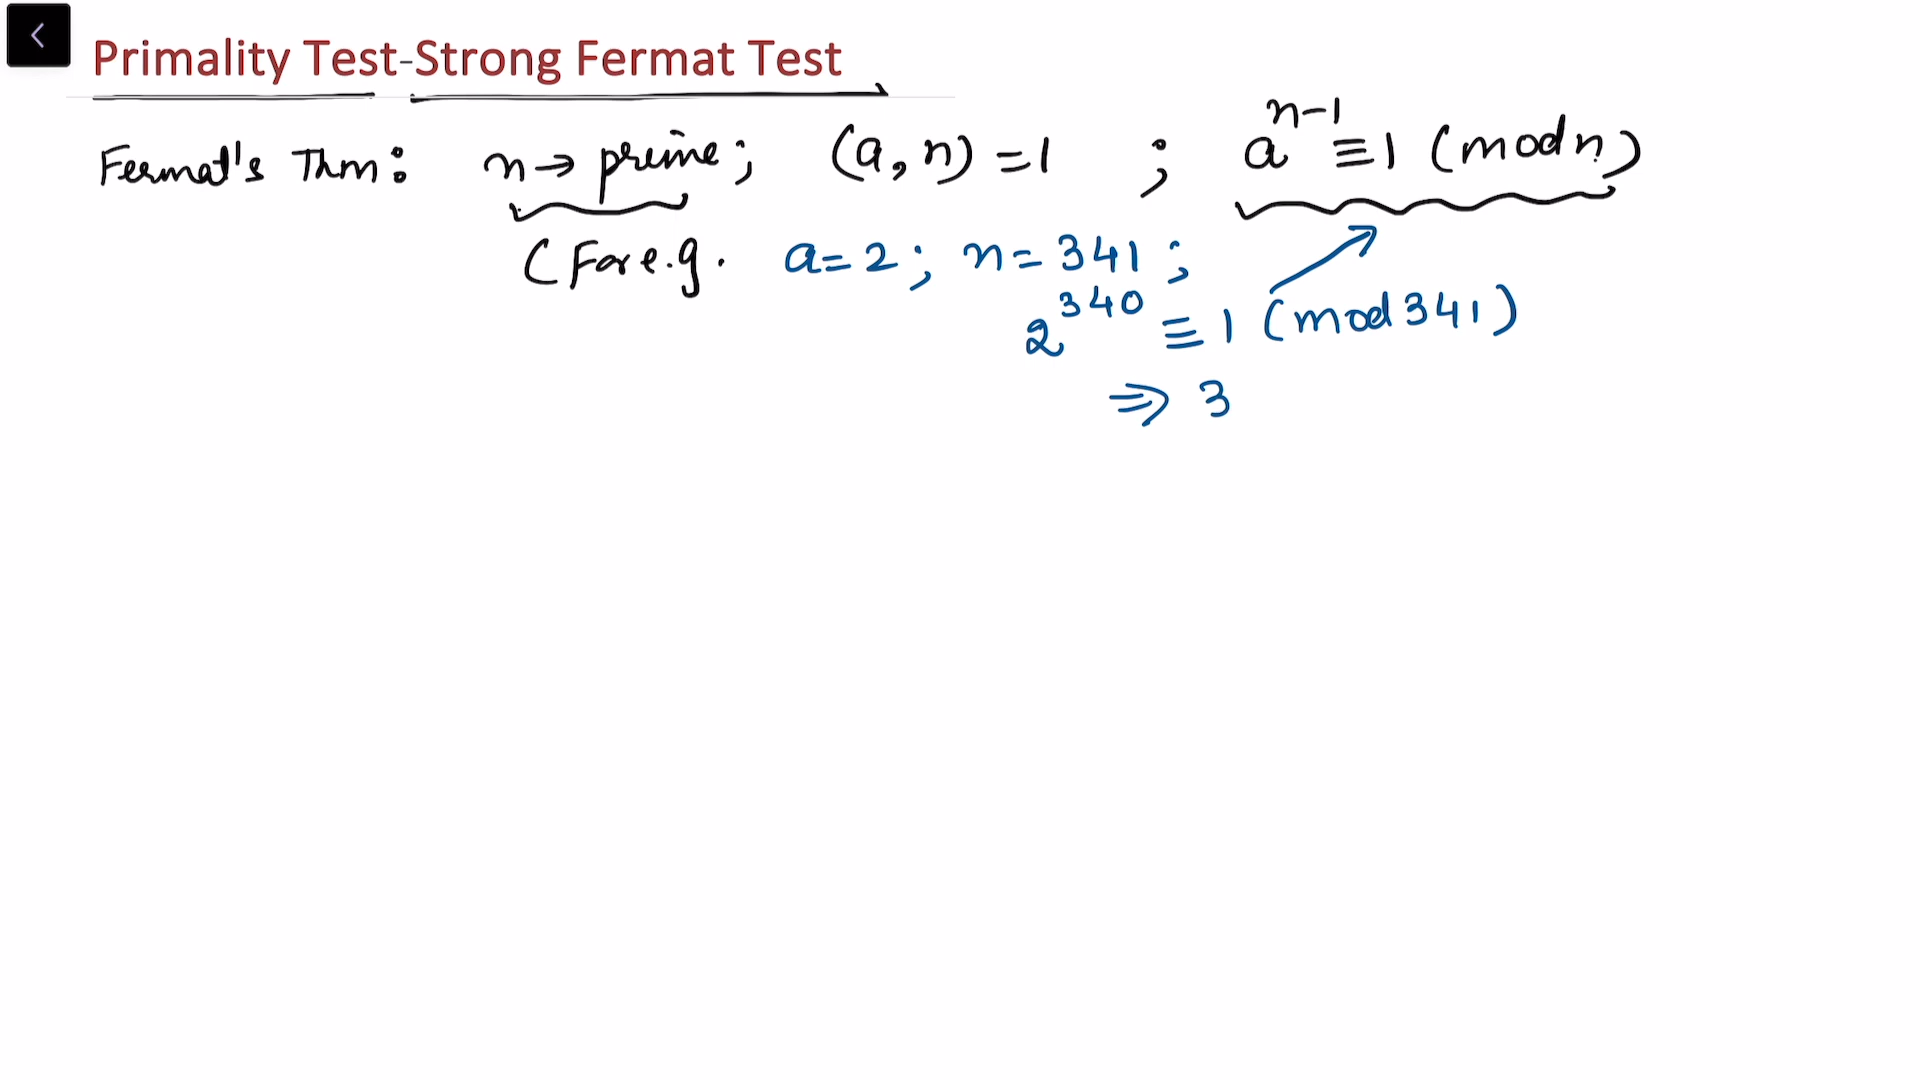 Primality Test-Strong Fermat Test
Fermat's Thm: n → prime; (a, n) = 1 ; a^{n-1} ≡ 1 (mod n)
(For e.g. a = 2; n = 341;
2^{340} ≡ 1 (mod 341)
⇒ 3